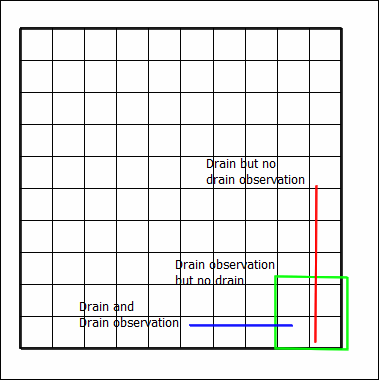 Drain but no
drain observation
Drain observation
but no drain
Drain and
Drain observation